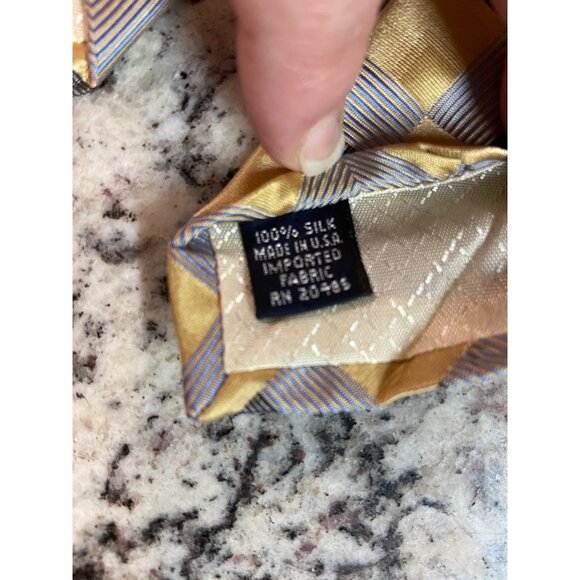 100% SILK
MADE IN U.S.A.
IMPORTED
FABRIC
RN 20485